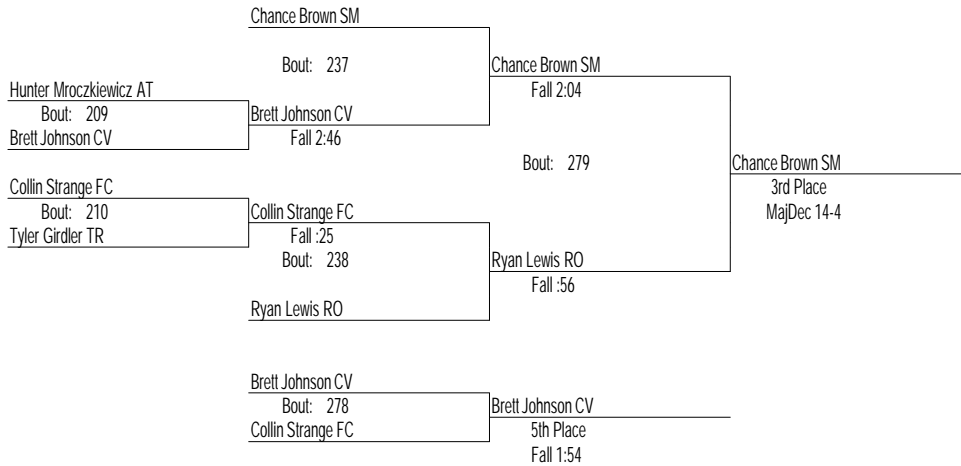 Chance Brown SM
Bout: 237
Chance Brown SM
Fall 2:04
Hunter Mroczkiewicz AT
Bout: 209
Brett Johnson CV
Brett Johnson CV
Fall 2:46
Bout: 279
Chance Brown SM
3rd Place
MajDec 14-4
Collin Strange FC
Bout: 210
Tyler Girdler TR
Collin Strange FC
Fall :25
Bout: 238
Ryan Lewis RO
Fall :56
Ryan Lewis RO
Brett Johnson CV
Bout: 278
Collin Strange FC
Brett Johnson CV
5th Place
Fall 1:54